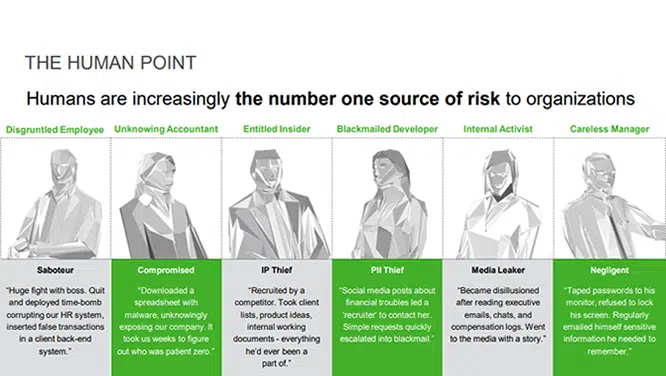 THE HUMAN POINT
Humans are increasingly the number one source of risk to organizations
Disgruntled Employee
Unknowing Accountant
Entitled Insider
Blackmailed Developer
Internal Activist
Careless Manager
Saboteur
“Huge fight with boss. Quit
and deployed time-bomb
corrupting our HR system,
inserted false transactions
in a client back-end
system.”
Compromised
“Downloaded a
spreadsheet with
malware, unknowingly
exposing our company. It
took us weeks to figure
out who was patient zero.”
IP Thief
“Recruited by a
competitor. Took client
lists, product ideas,
internal working
documents - everything
he’d ever been a
part of.”
PII Thief
“Social media posts about
financial troubles led a
‘recruiter’ to contact her.
Simple requests quickly
escalated into blackmail.”
Media Leaker
“Became disillusioned
after reading executive
emails, chats, and
compensation logs. Went
to the media with a story.”
Negligent
“Taped passwords to his
monitor, refused to lock
his screen. Regularly
emailed himself sensitive
information he needed to
remember.”